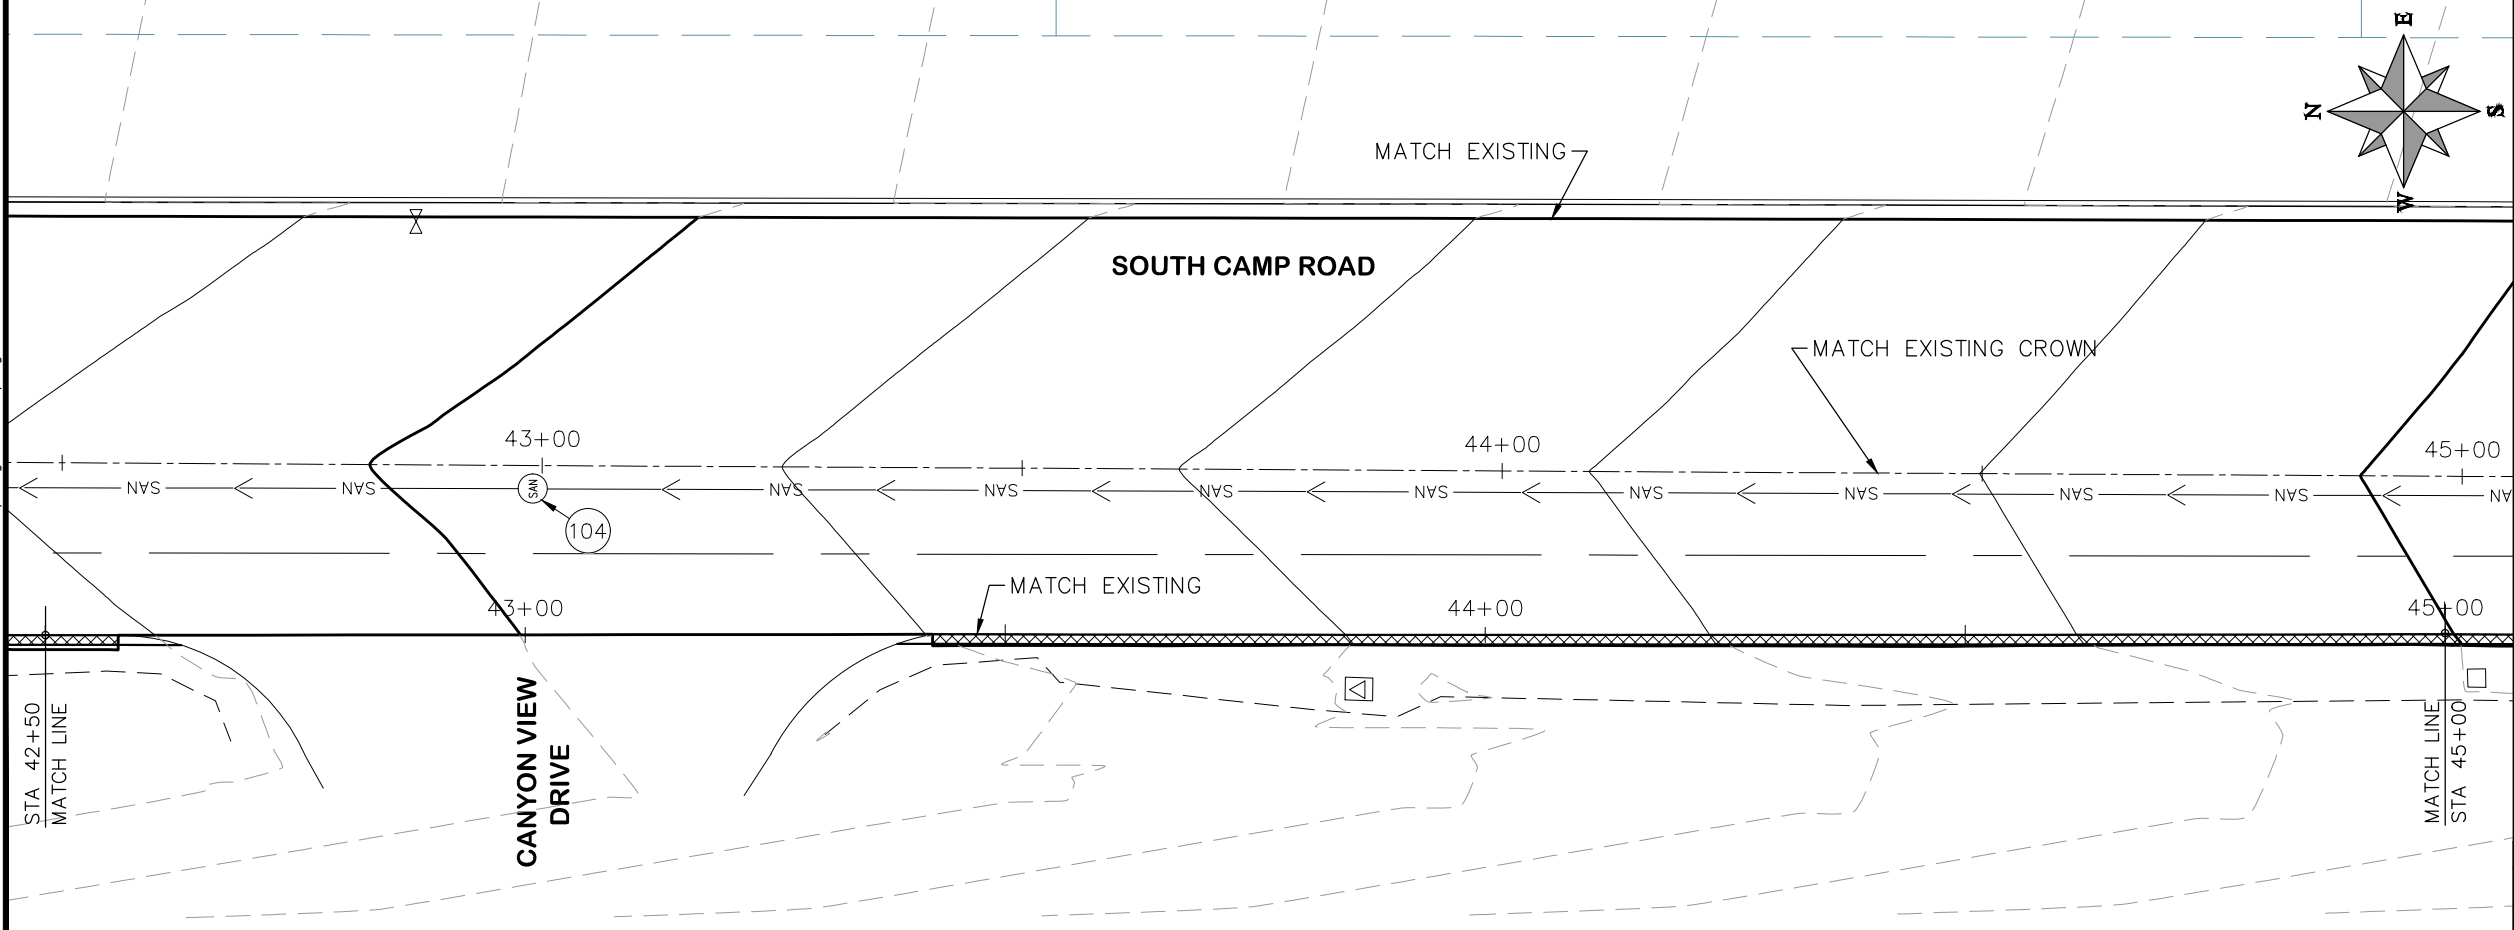 E
N
S
W
MATCH EXISTING
SOUTH CAMP ROAD
MATCH EXISTING CROWN
43+00
44+00
45+00
SAN
SAN
SAN
SAN
SAN
SAN
SAN
SAN
SAN
SAN
SAN
SAN
104
MATCH EXISTING
43+00
44+00
45+00
STA 42+50
MATCH LINE
CANYON VIEW
DRIVE
MATCH LINE
STA 45+00